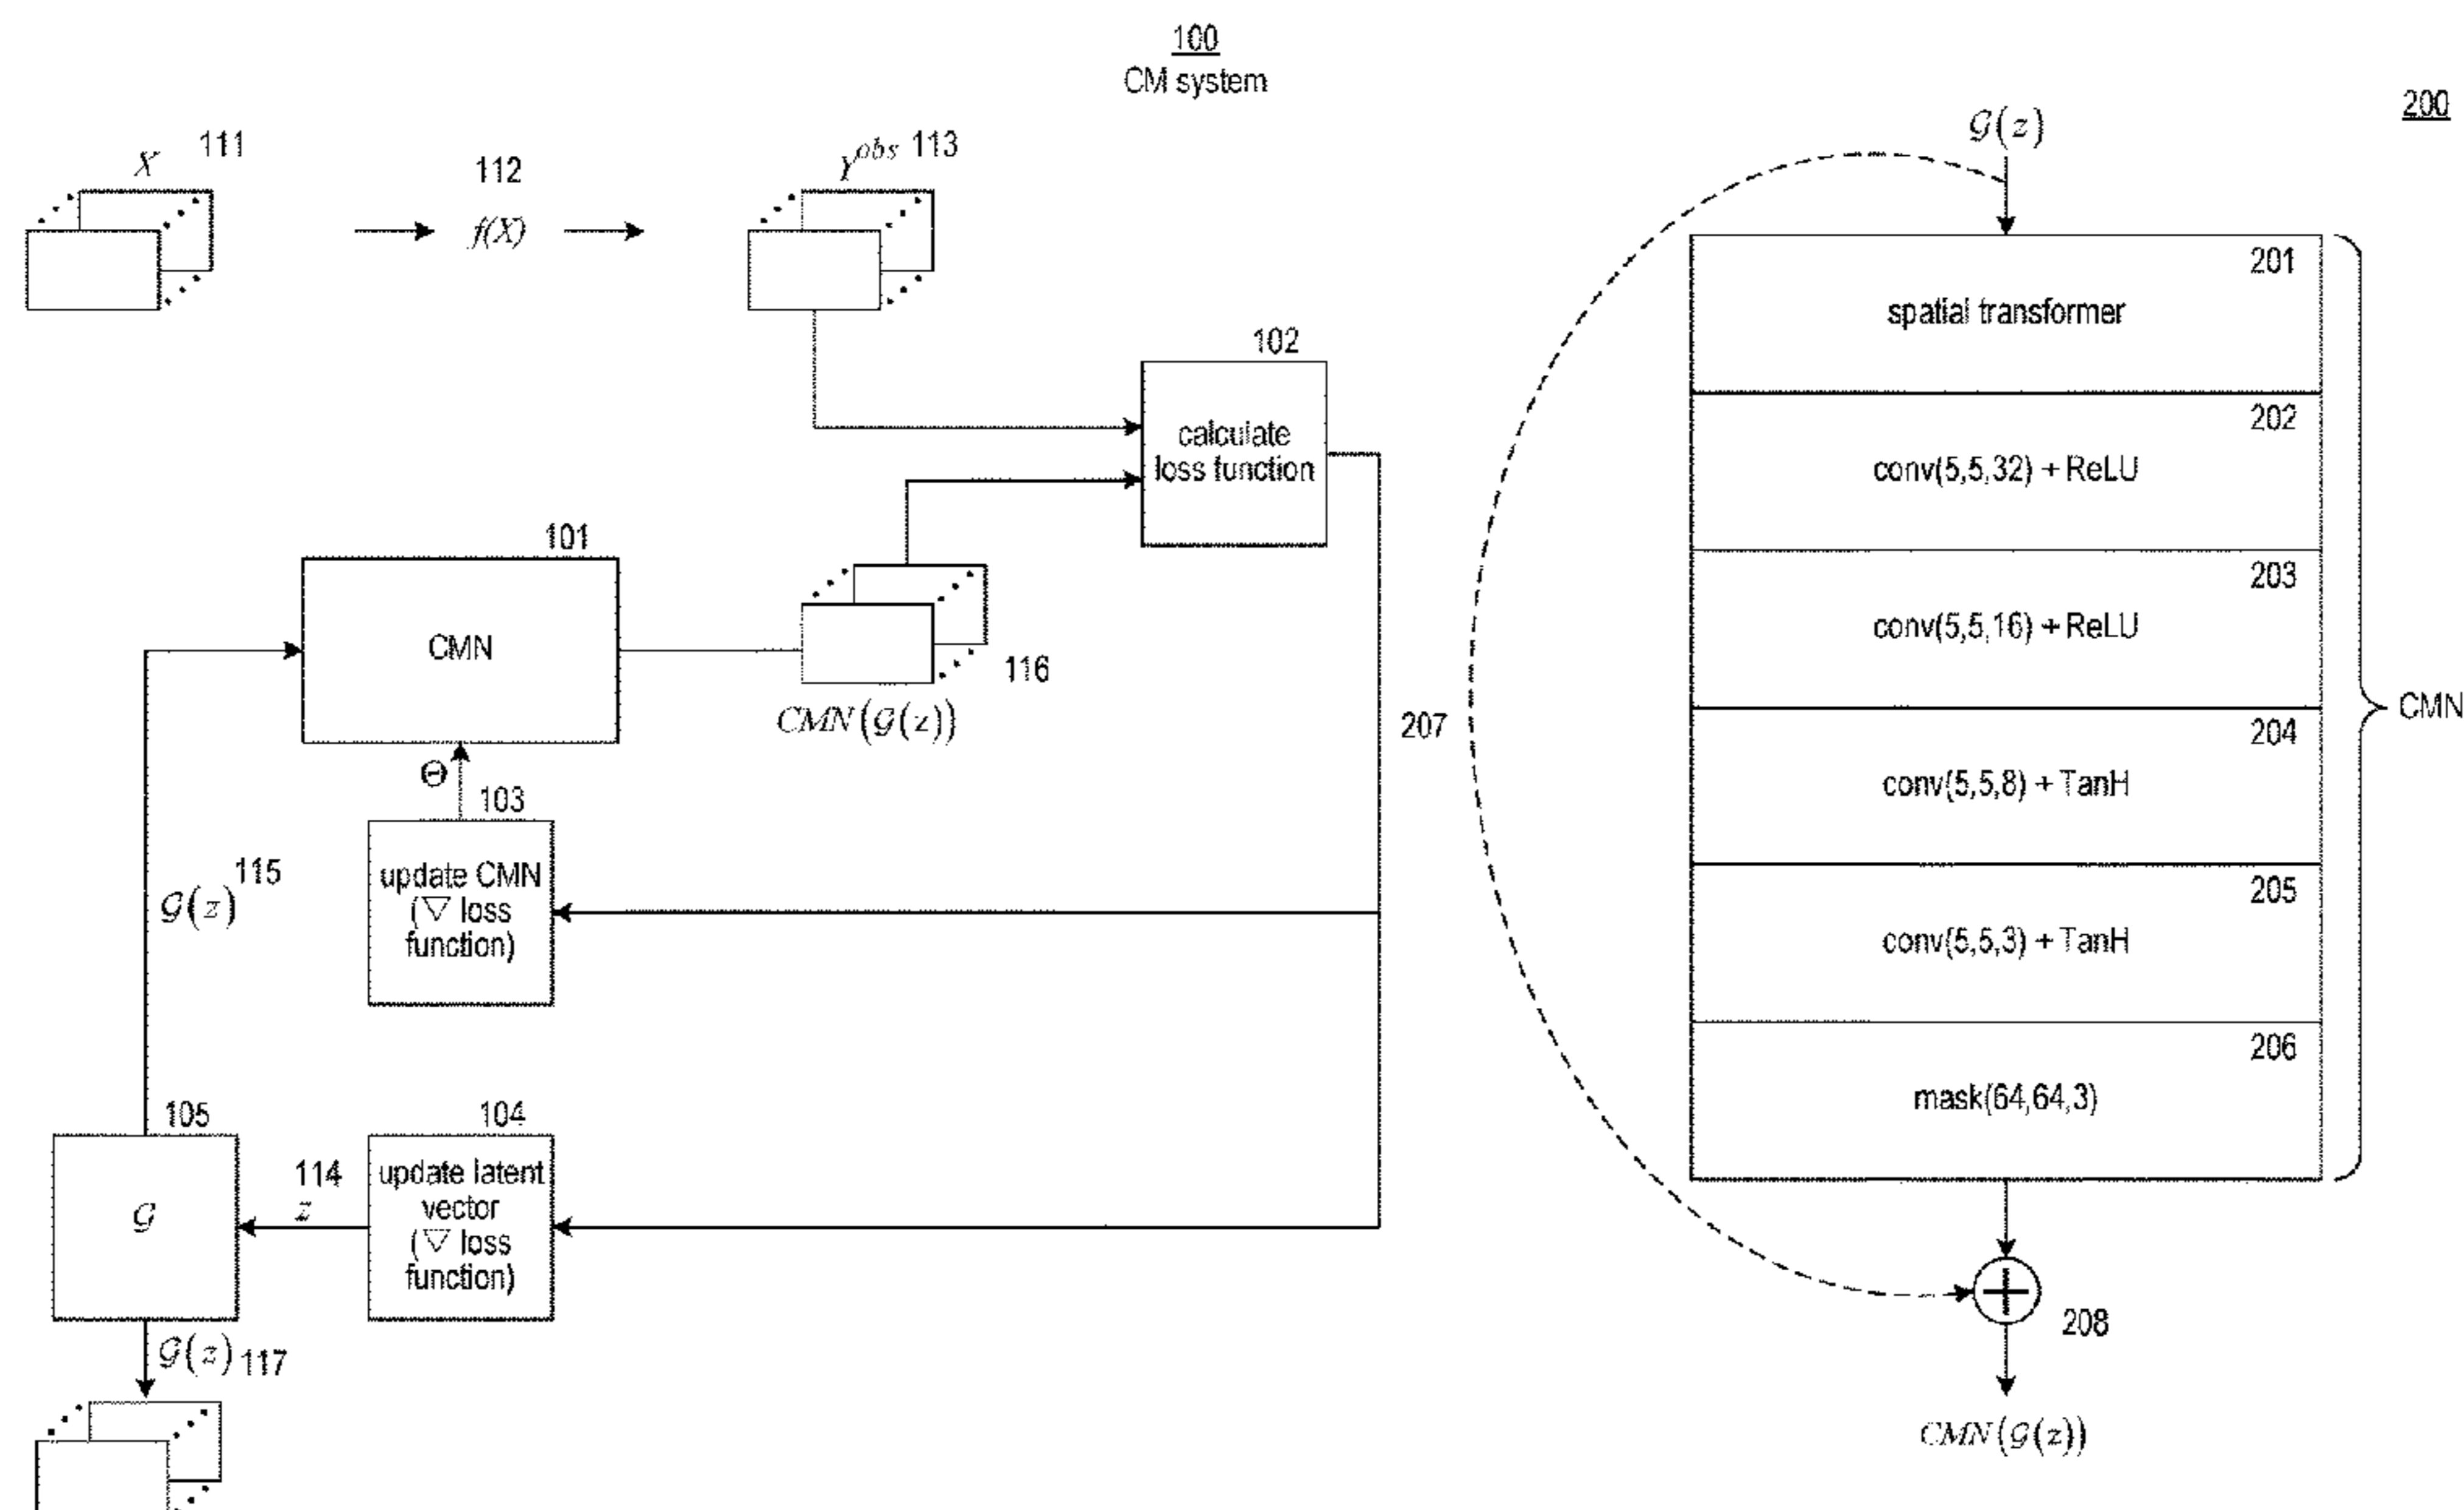 100
CM system
X 111
112
f(X)
Y^obs 113
102
calculate
loss function
101
CMN
116
CMN(G(z))
Θ
103
update CMN
(∇ loss
function)
G(z) 115
105
G
114
z
104
update latent
vector
(∇ loss
function)
G(z) 117
200
G(z)
201
spatial transformer
202
conv(5,5,32) + ReLU
203
conv(5,5,16) + ReLU
204
conv(5,5,8) + TanH
205
conv(5,5,3) + TanH
206
mask(64,64,3)
CMN
207
208
CMN(G(z))